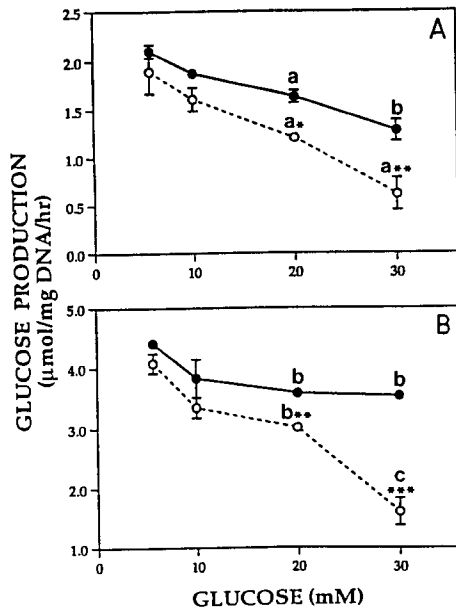 A
2.5
2.0
1.5
1.0
0.5
0.0
a
b
a*
a**
0
10
20
30
GLUCOSE PRODUCTION
(μmol/mg DNA/hr)
B
5.0
4.0
3.0
2.0
1.0
b
b
b**
c
***
0
10
20
30
GLUCOSE (mM)